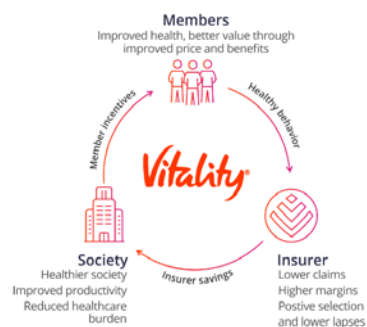 Members
Improved health, better value through
improved price and benefits
Member incentives
Healthy behavior
Vitality
Society
Healthier society
Improved productivity
Reduced healthcare
burden
Insurer savings
Insurer
Lower claims
Higher margins
Postive selection
and lower lapses